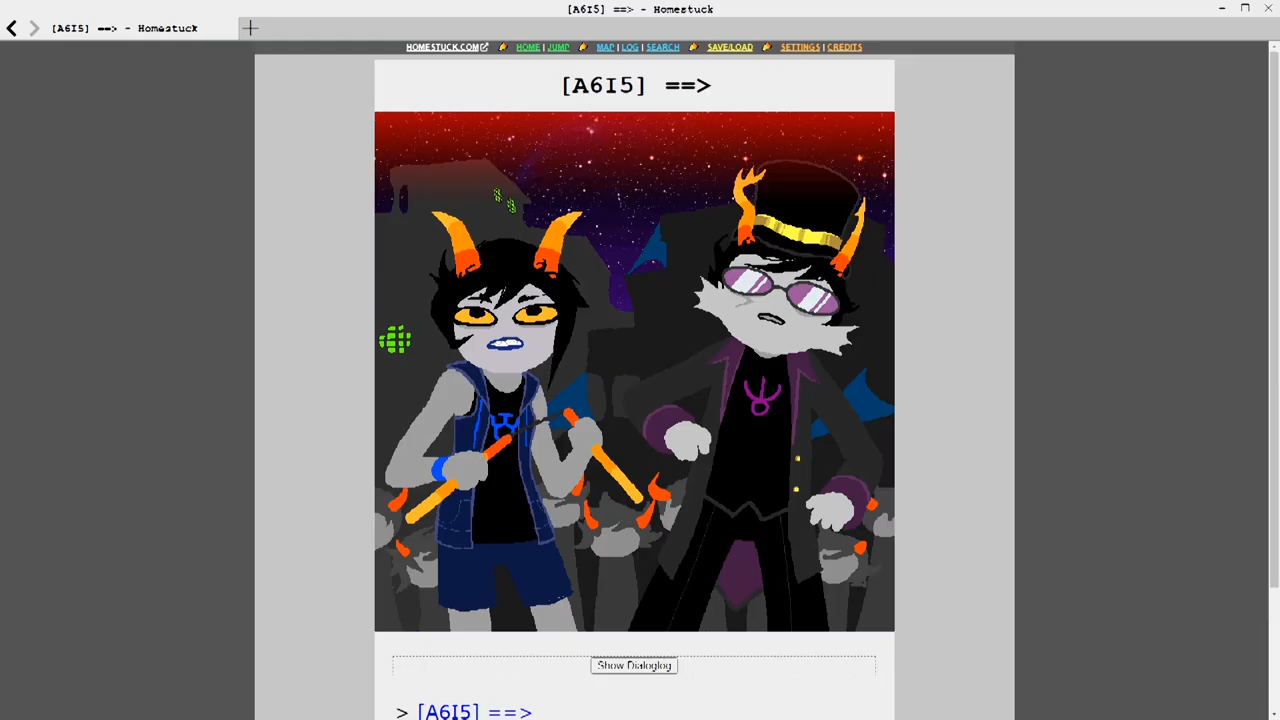 [A6I5] ==> - Homestuck
[A6I5] ==> - Homestuck
HOMESTUCK.COM HOME | JUMP MAP | LOG | SEARCH SAVE/LOAD SETTINGS | CREDITS
[A6I5] ==>
Show Dialoglog
> [A6I5] ==>